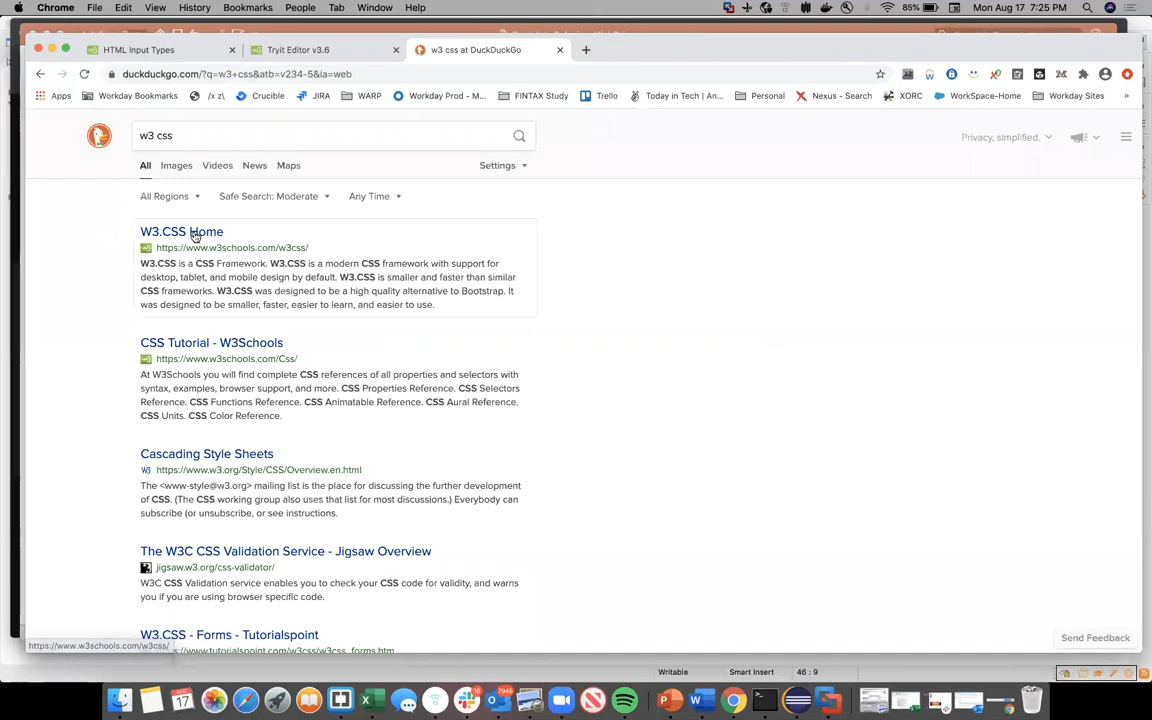 Chrome File Edit View History Bookmarks People Tab Window Help 85% Mon Aug 17 7:25 PM
HTML Input Types Tryit Editor v3.6 w3 css at DuckDuckGo
duckduckgo.com/?q=w3+css&atb=v234-5&ia=web
Apps Workday Bookmarks /x z\ Crucible JIRA WARP Workday Prod - M... FINTAX Study Trello Today in Tech | An... Personal Nexus - Search XORC WorkSpace-Home Workday Sites »
w3 css
Privacy, simplified.
All Images Videos News Maps Settings
All Regions Safe Search: Moderate Any Time
W3.CSS Home
https://www.w3schools.com/w3css/
W3.CSS is a CSS Framework. W3.CSS is a modern CSS framework with support for
desktop, tablet, and mobile design by default. W3.CSS is smaller and faster than similar
CSS frameworks. W3.CSS was designed to be a high quality alternative to Bootstrap. It
was designed to be smaller, faster, easier to learn, and easier to use.
CSS Tutorial - W3Schools
https://www.w3schools.com/Css/
At W3Schools you will find complete CSS references of all properties and selectors with
syntax, examples, browser support, and more. CSS Properties Reference. CSS Selectors
Reference. CSS Functions Reference. CSS Animatable Reference. CSS Aural Reference.
CSS Units. CSS Color Reference.
Cascading Style Sheets
W3 https://www.w3.org/Style/CSS/Overview.en.html
The <www-style@w3.org> mailing list is the place for discussing the further development
of CSS. (The CSS working group also uses that list for most discussions.) Everybody can
subscribe (or unsubscribe, or see instructions.
The W3C CSS Validation Service - Jigsaw Overview
jigsaw.w3.org/css-validator/
W3C CSS Validation service enables you to check your CSS code for validity, and warns
you if you are using browser specific code.
W3.CSS - Forms - Tutorialspoint
https://www.w3schools.com/w3css/
s://www.tutorialspoint.com/w3css/w3css_forms.htm
Send Feedback
Writable Smart Insert 46 : 9
17 16 7945